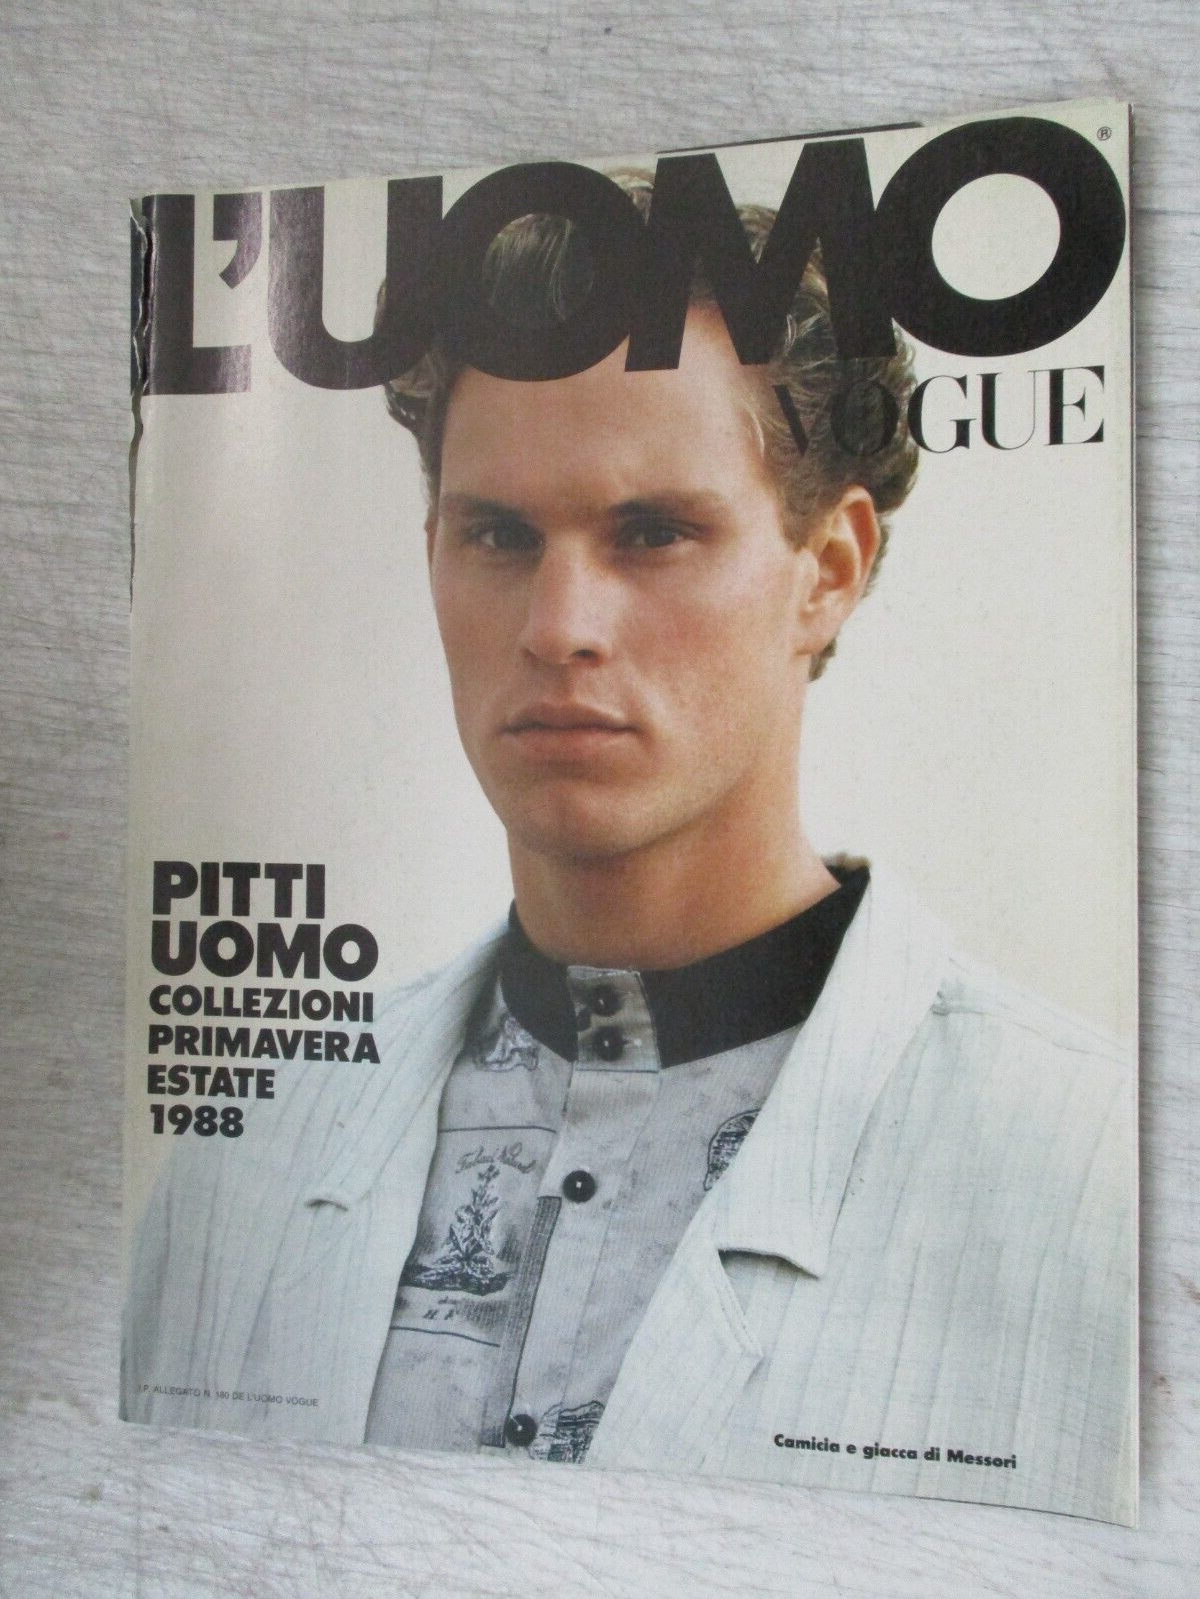 L'UOMO
®
VOGUE
PITTI
UOMO
COLLEZIONI
PRIMAVERA
ESTATE
1988
I.P. ALLEGATO N. 180 DE L'UOMO VOGUE
Camicia e giacca di Messori